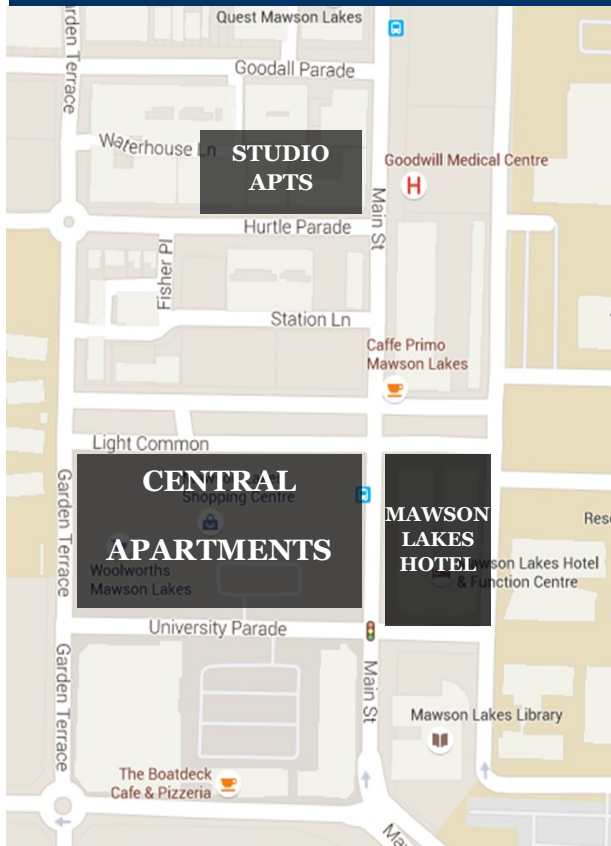 Quest Mawson Lakes
Garden Terrace
Goodall Parade
Waterhouse Ln
STUDIO
APTS
Goodwill Medical Centre
H
Main St
Hurtle Parade
Fisher Pl
Station Ln
Caffe Primo
Mawson Lakes
Light Common
CENTRAL
Shopping Centre
APARTMENTS
Woolworths
Mawson Lakes
MAWSON
LAKES
HOTEL
Mawson Lakes Hotel
& Function Centre
Garden Terrace
University Parade
Garden Terrace
Main St
Mawson Lakes Library
The Boatdeck
Cafe & Pizzeria